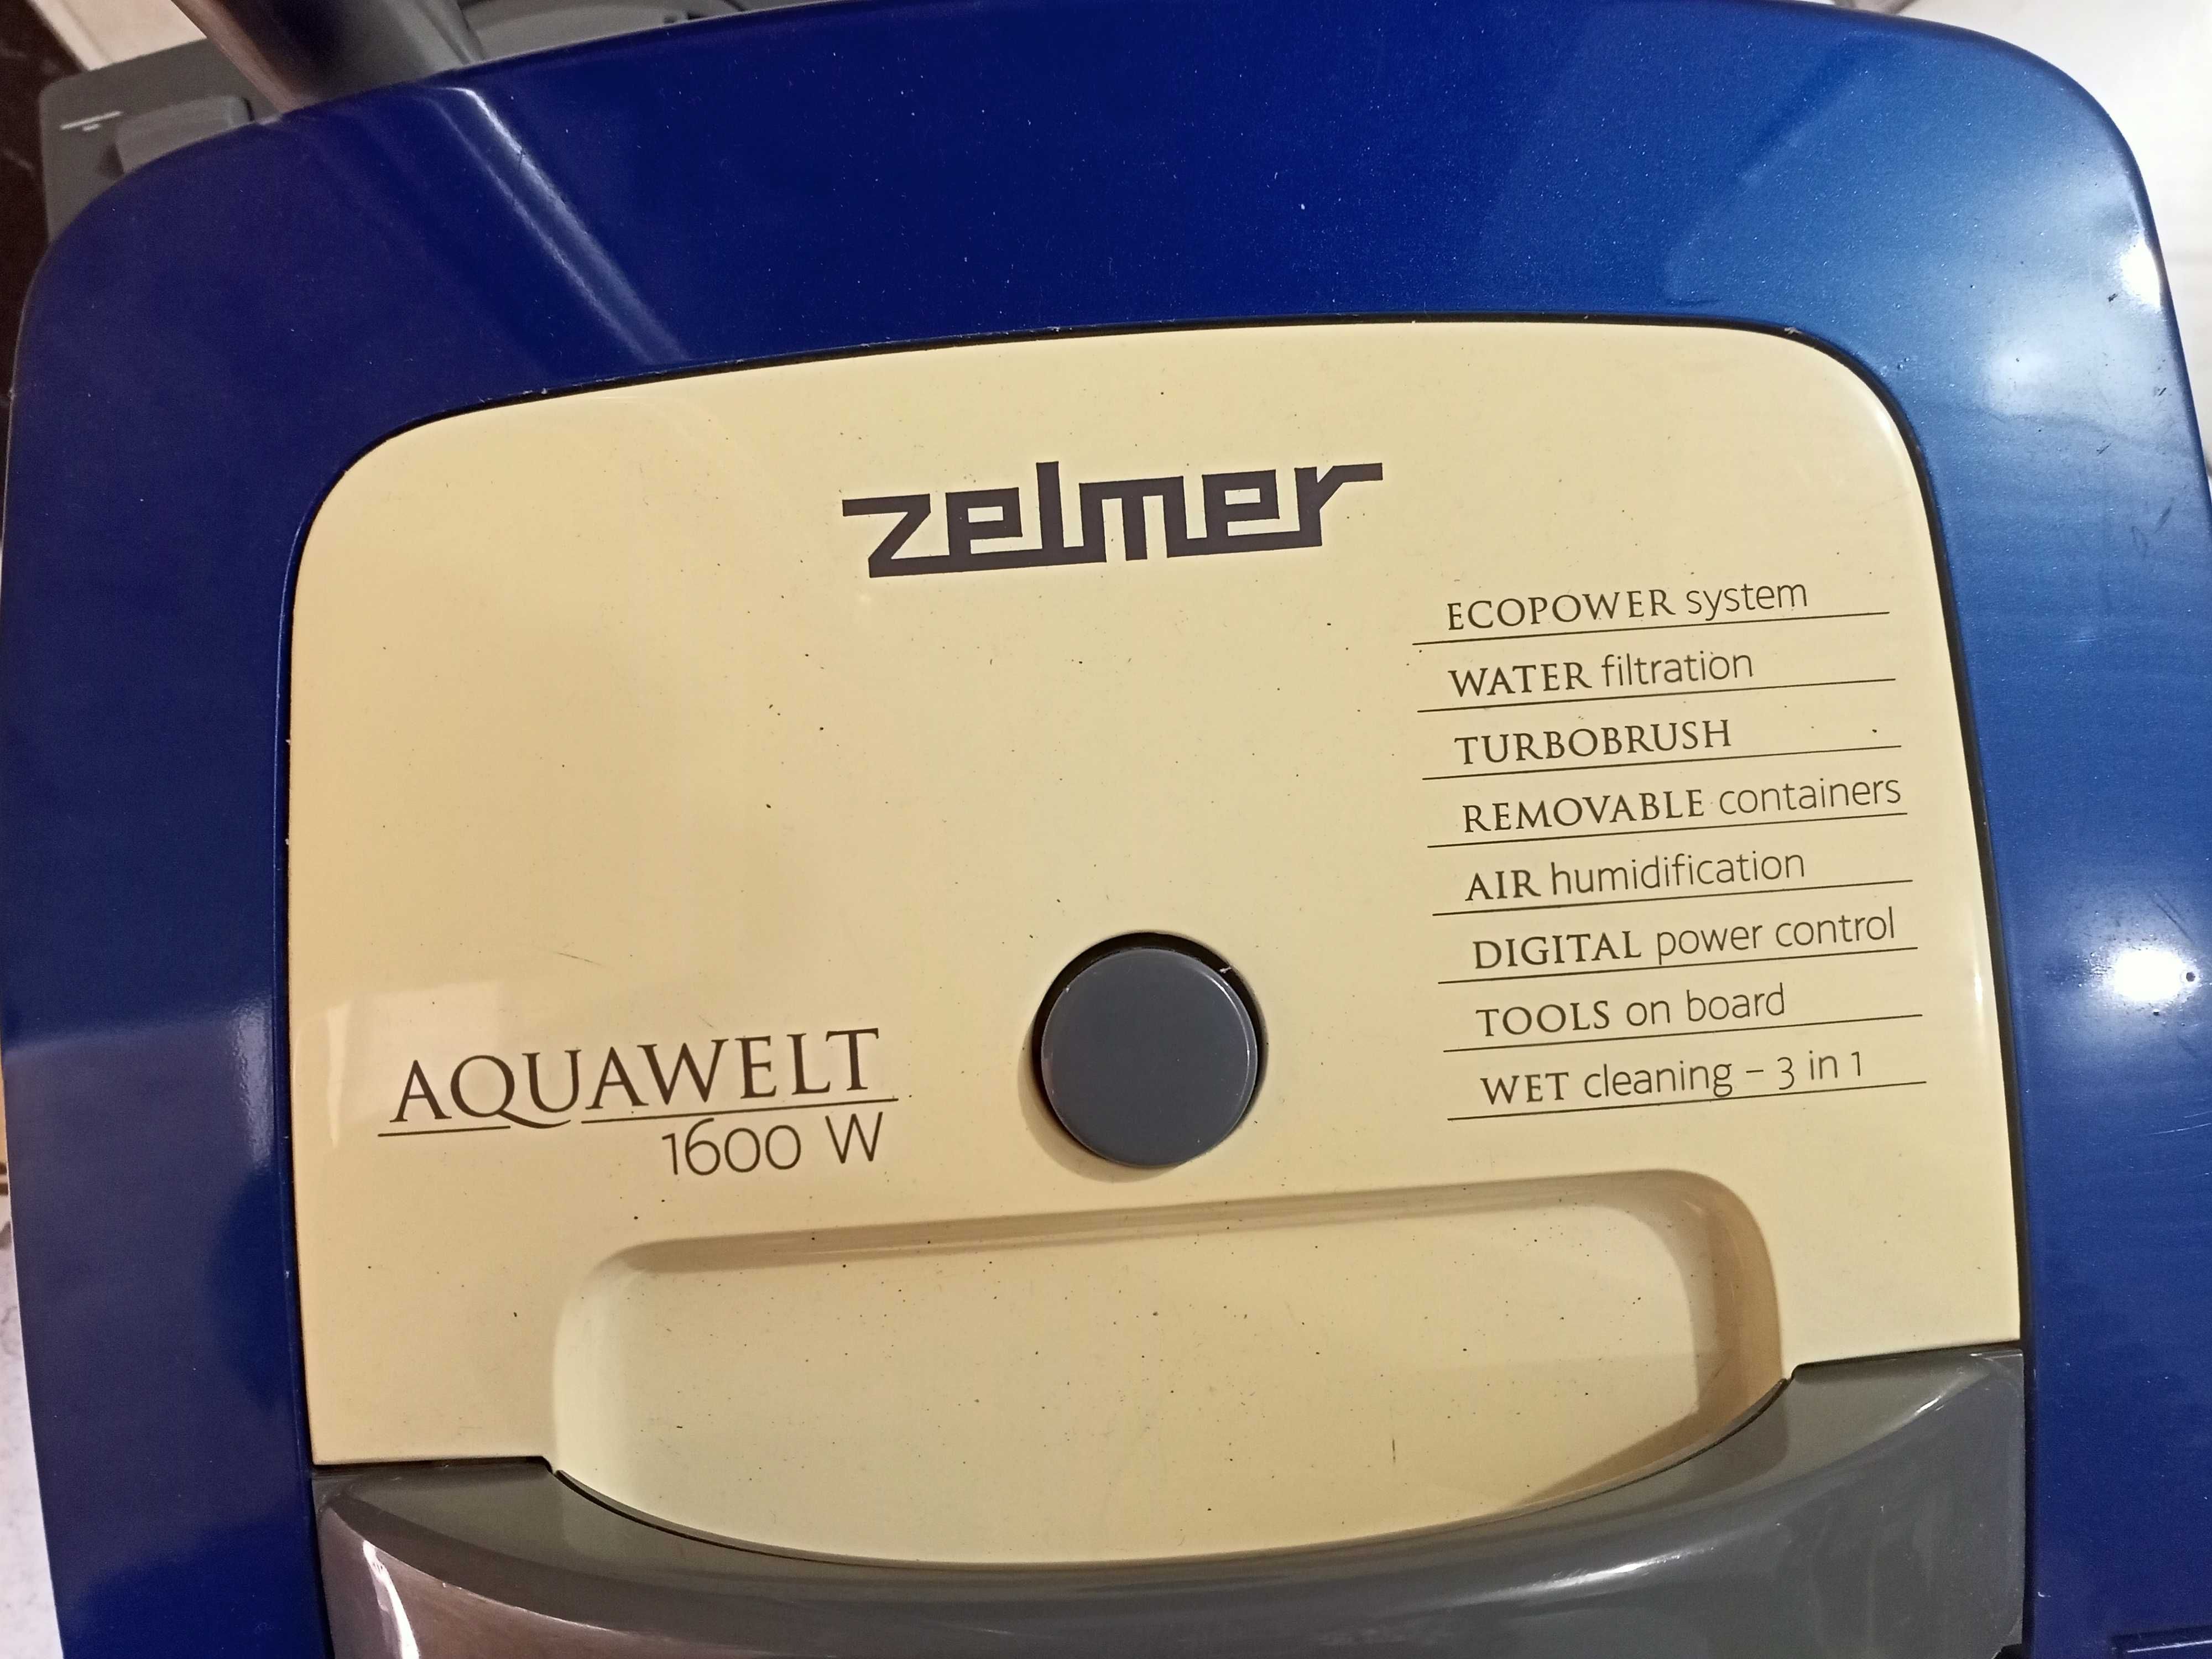 zelmer
ECOPOWER system
WATER filtration
TURBOBRUSH
REMOVABLE containers
AIR humidification
DIGITAL power control
TOOLS on board
WET cleaning – 3 in 1
AQUAWELT
1600 W